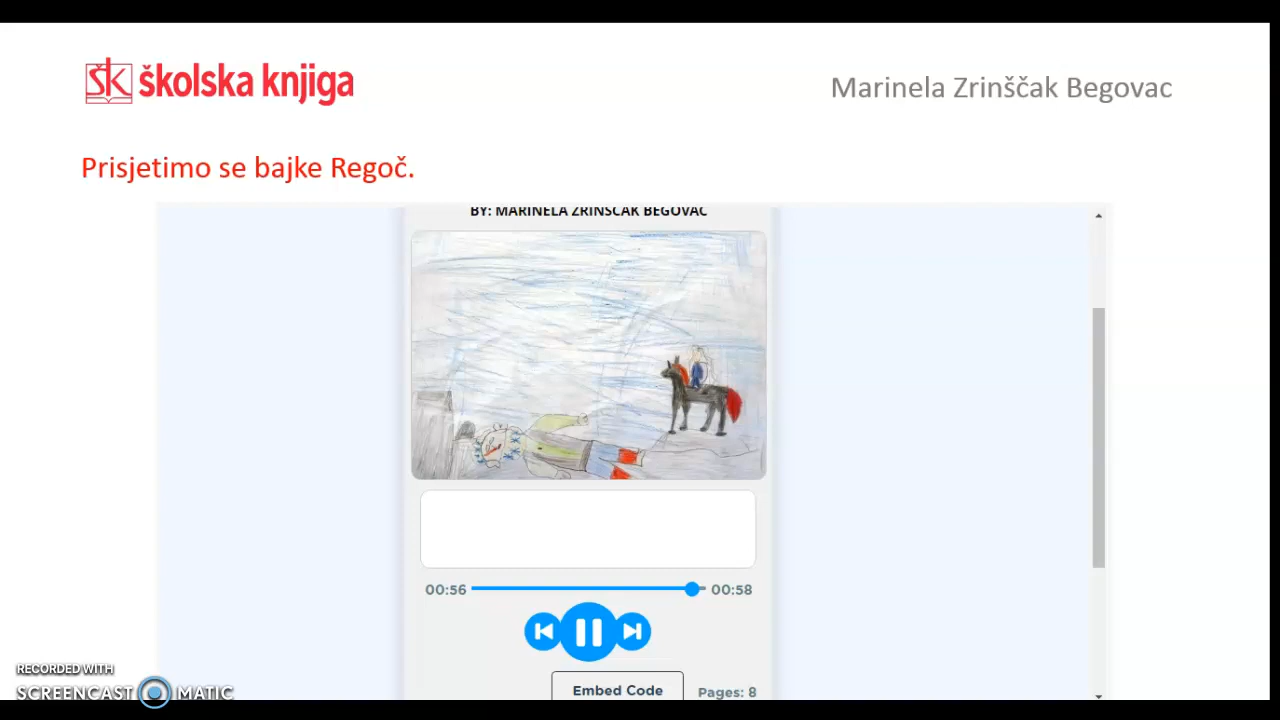 ŠK školska knjiga
Marinela Zrinščak Begovac
Prisjetimo se bajke Regoč.
BY: MARINELA ZRINSCAK BEGOVAC
00:56
00:58
Embed Code
Pages: 8
RECORDED WITH
SCREENCAST MATIC